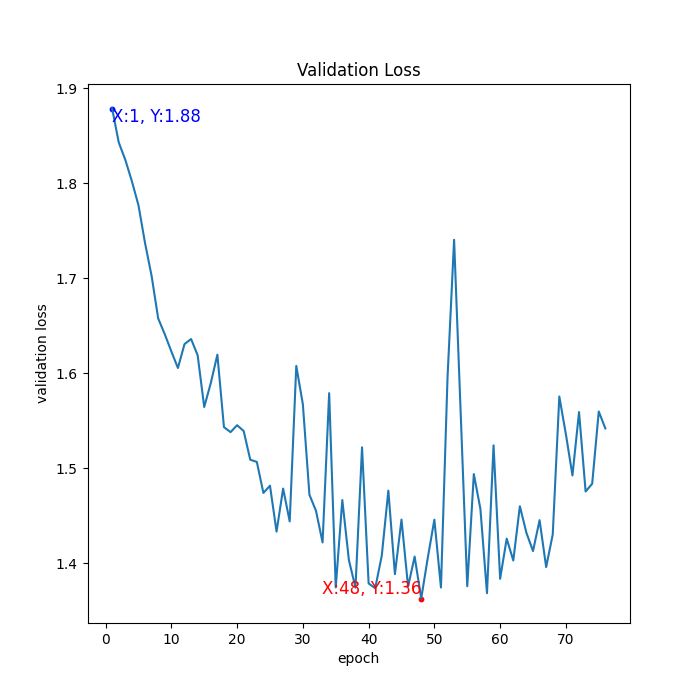 Validation Loss
1.9
X:1, Y:1.88
1.8
1.7
validation loss
1.6
1.5
1.4
X:48, Y:1.36
0 10 20 30 40 50 60 70
epoch